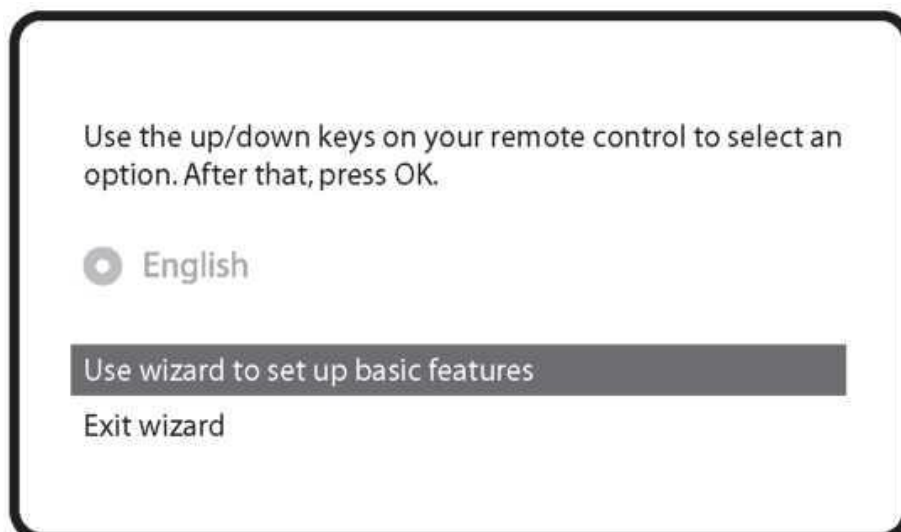 Use the up/down keys on your remote control to select an
option. After that, press OK.
English
Use wizard to set up basic features
Exit wizard